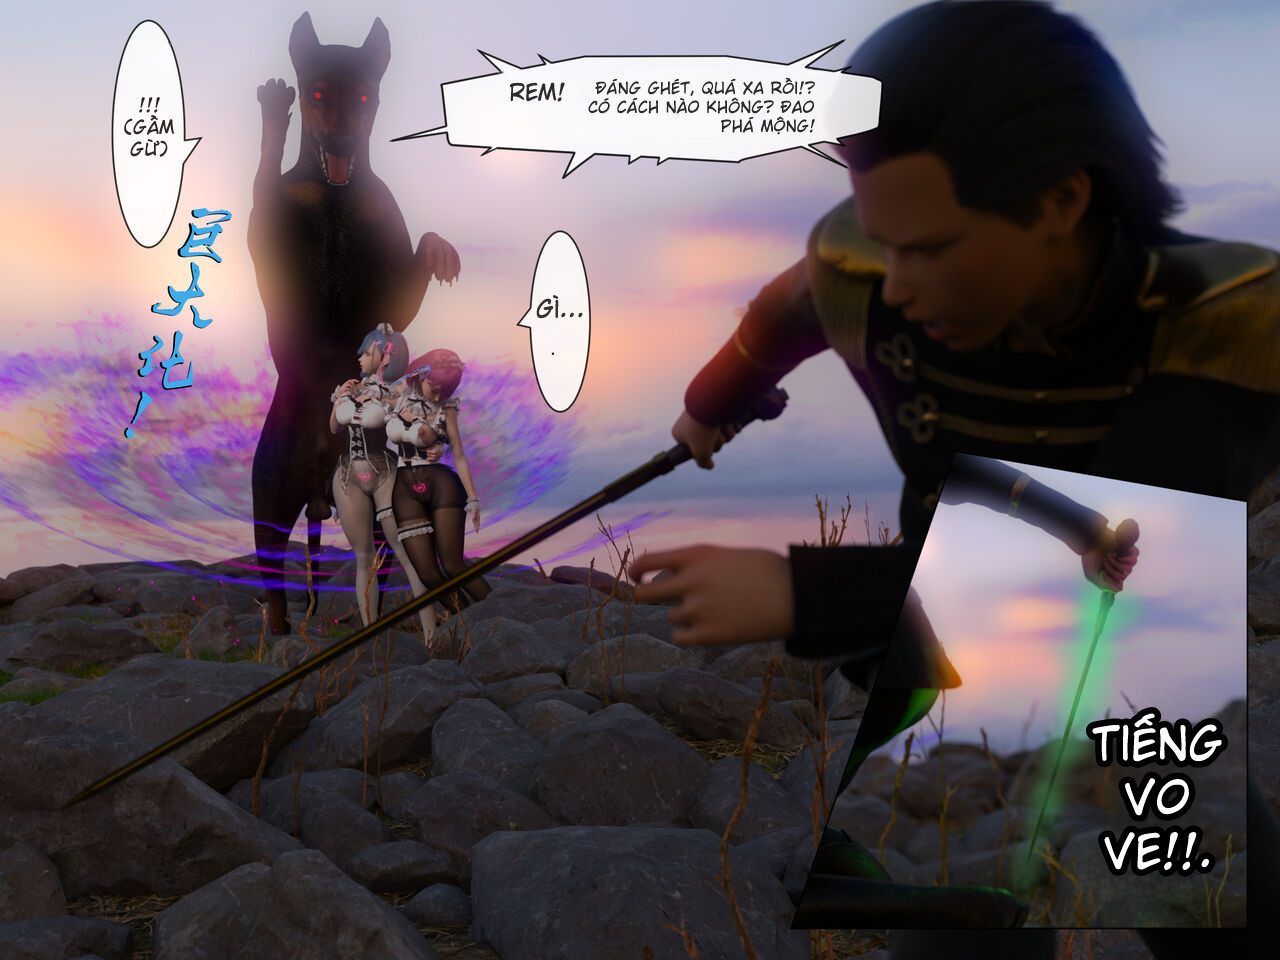 !!!
(GẦM
GỪ)
REM!
ĐÁNG GHÉT, QUÁ XA RỒI!?
CÓ CÁCH NÀO KHÔNG? ĐAO
PHÁ MỘNG!
巨大化!
GÌ...
.
TIẾNG
VO
VE!!.